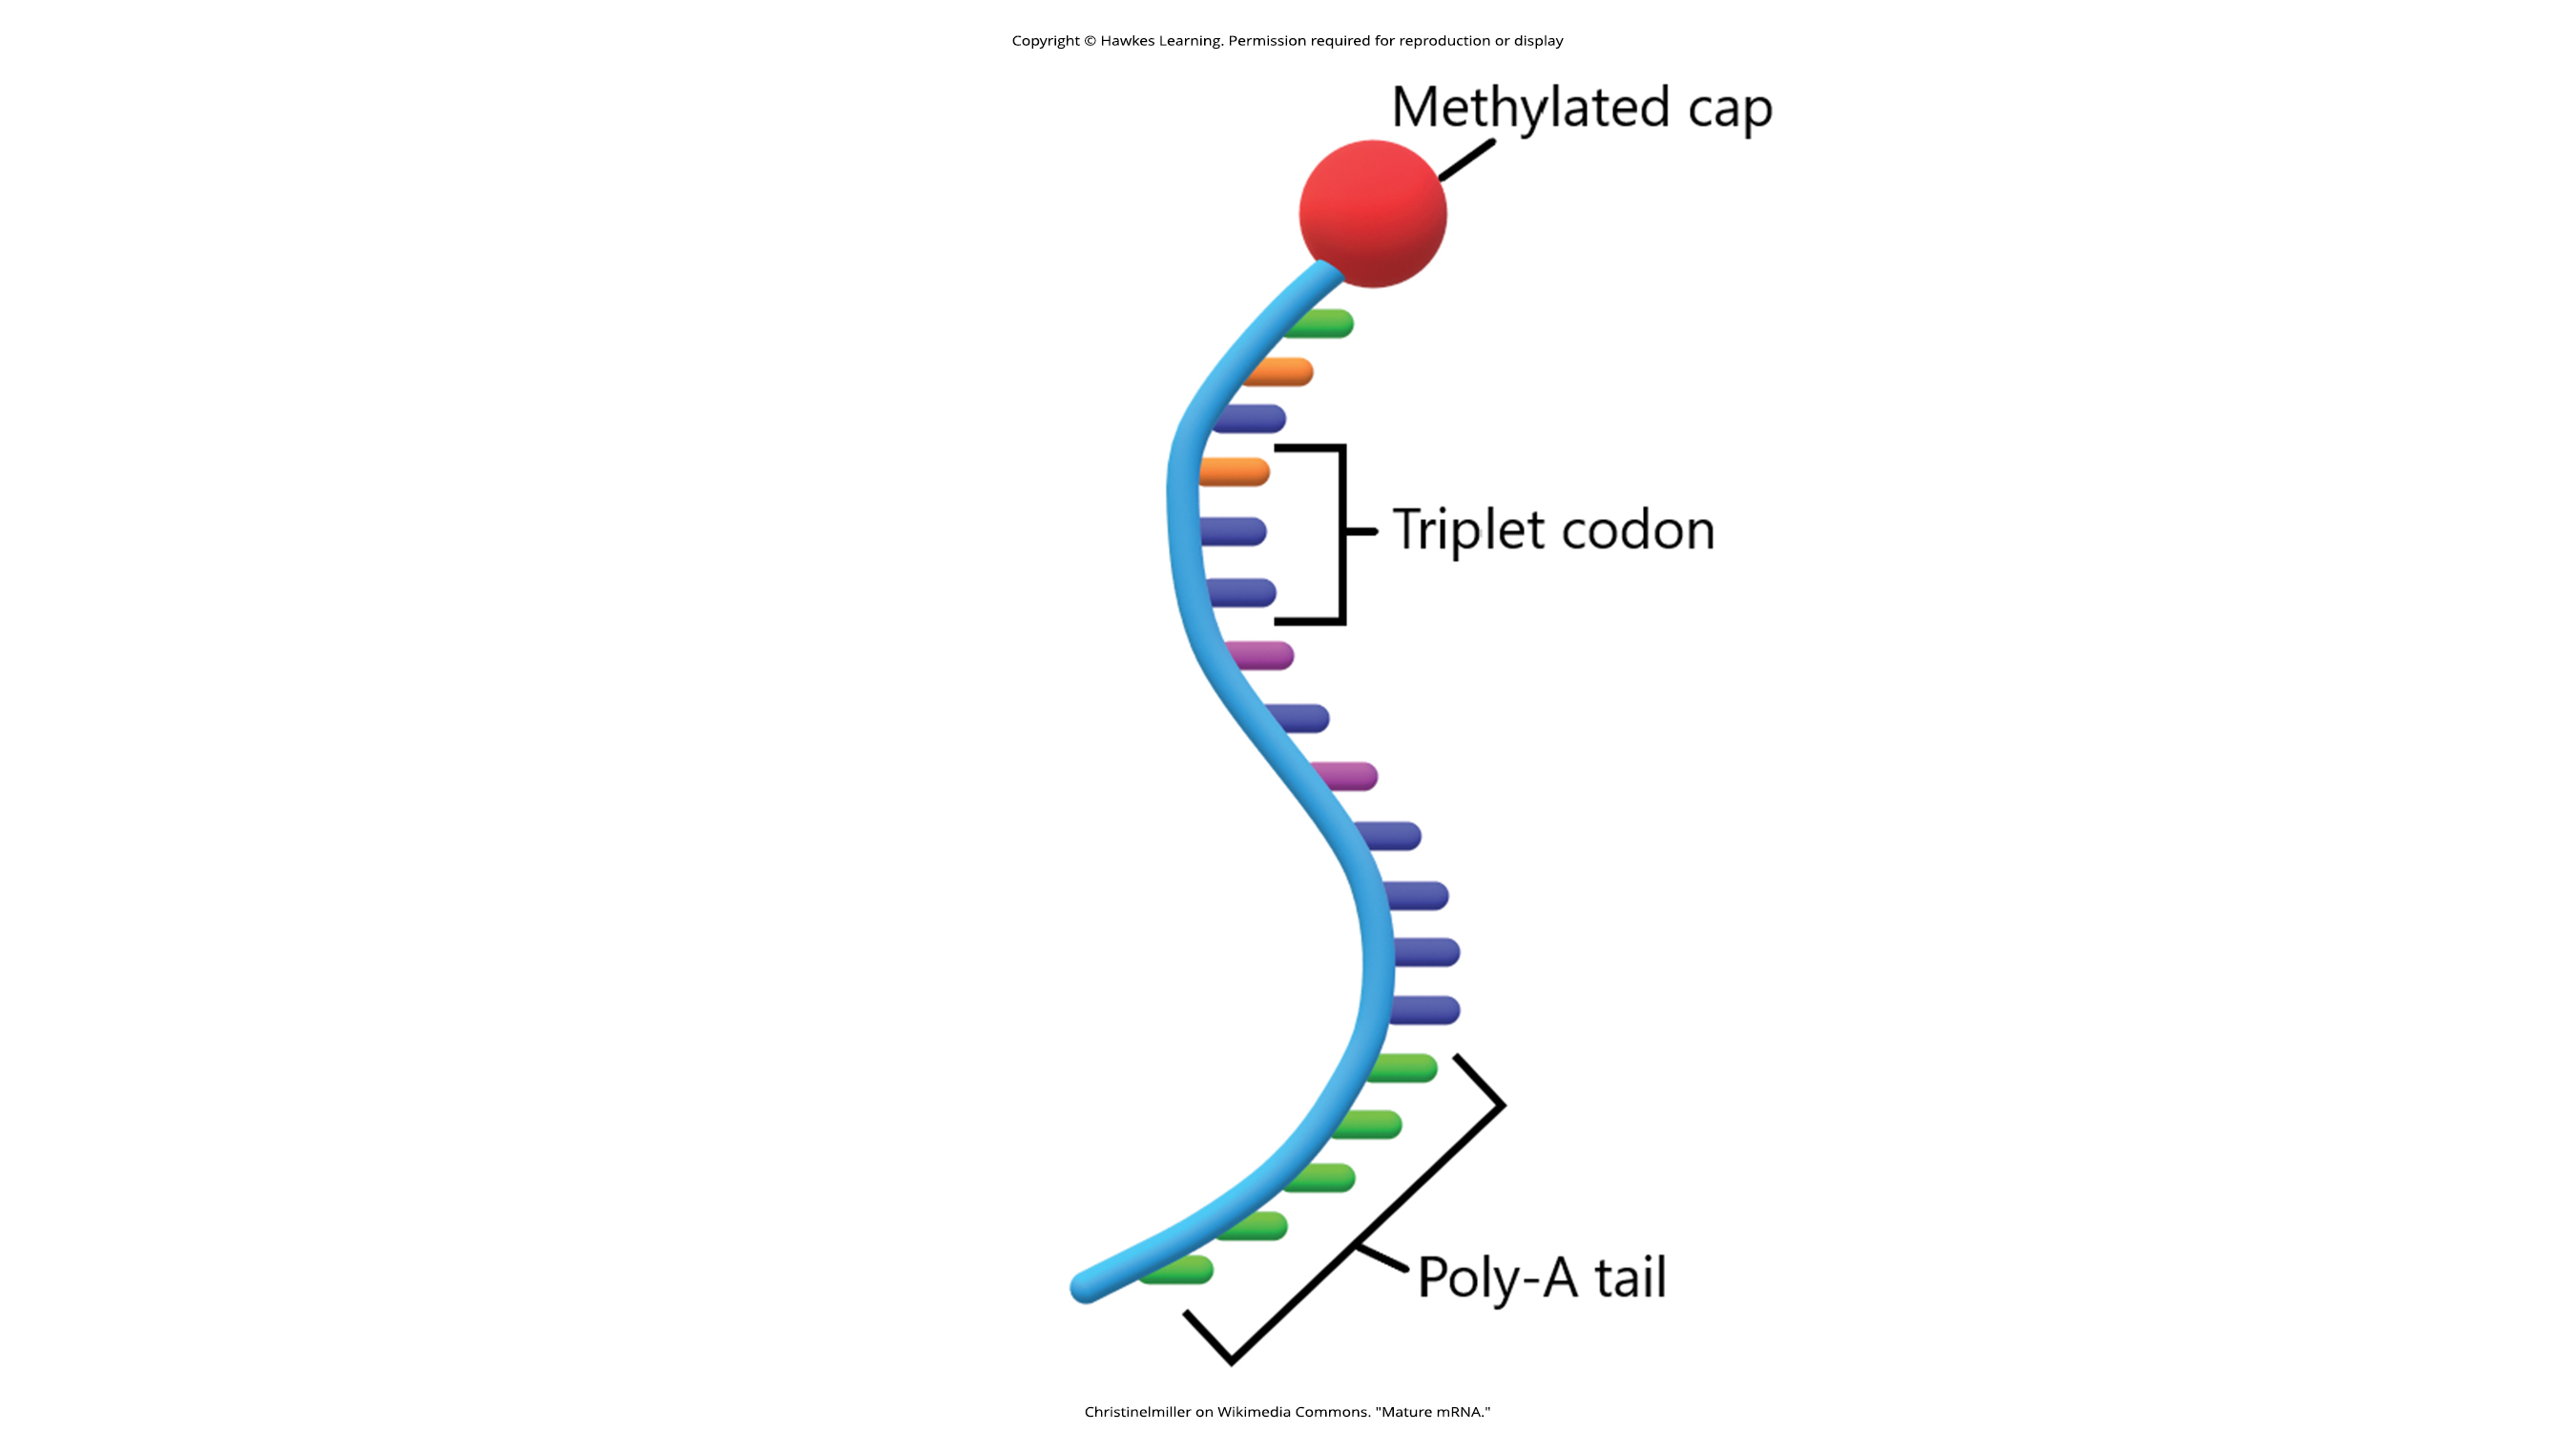 Copyright © Hawkes Learning. Permission required for reproduction or display
Methylated cap
Triplet codon
Poly-A tail
Christinelmiller on Wikimedia Commons. "Mature mRNA."